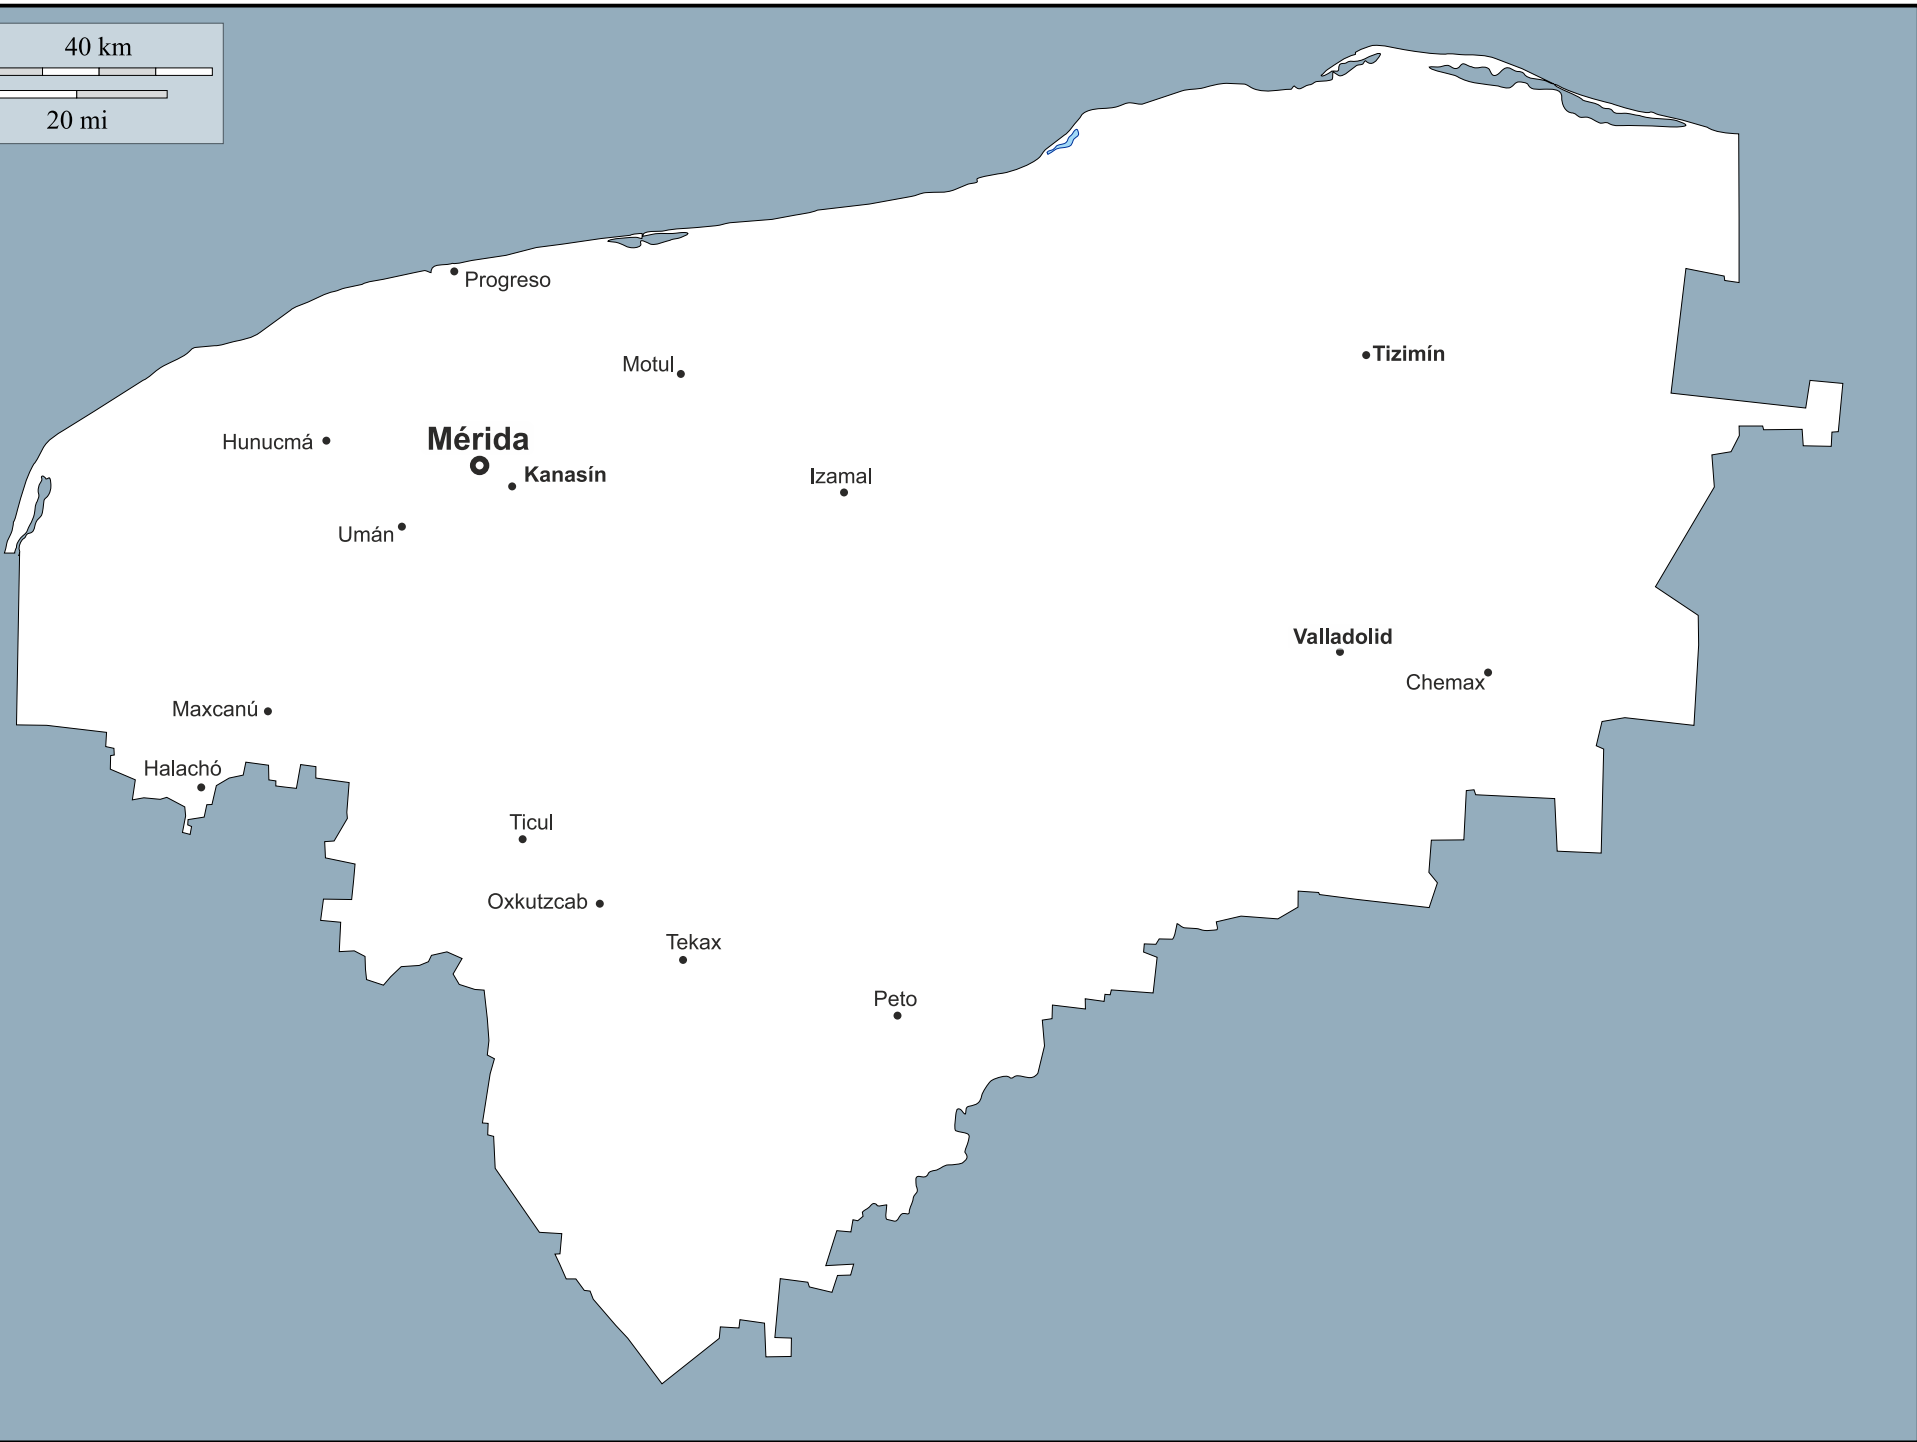 40 km
20 mi
Progreso
Motul
Tizimín
Hunucmá
Mérida
Kanasín
Izamal
Umán
Valladolid
Chemax
Maxcanú
Halachó
Ticul
Oxkutzcab
Tekax
Peto